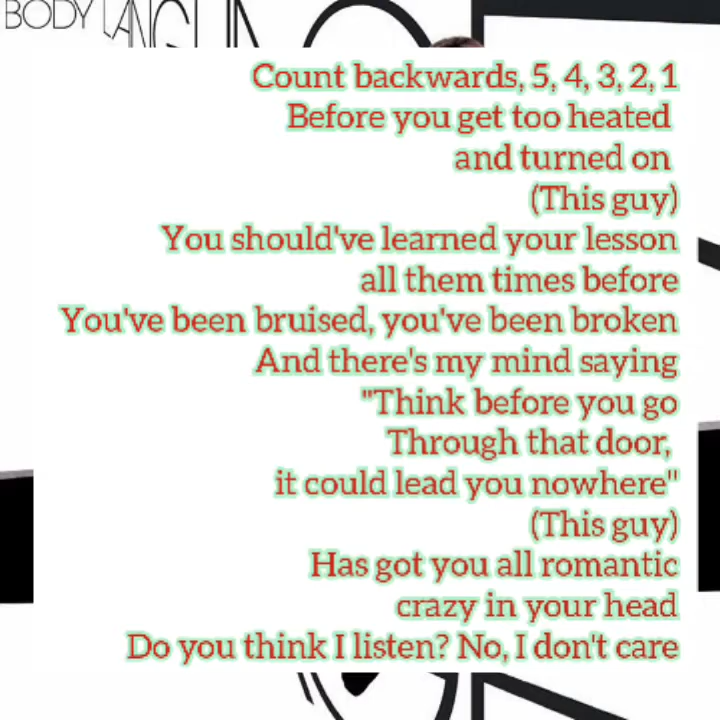 BODY LANGU
Count backwards, 5, 4, 3, 2, 1
Before you get too heated
and turned on
(This guy)
You should've learned your lesson
all them times before
You've been bruised, you've been broken
And there's my mind saying
"Think before you go
Through that door,
it could lead you nowhere"
(This guy)
Has got you all romantic
crazy in your head
Do you think I listen? No, I don't care